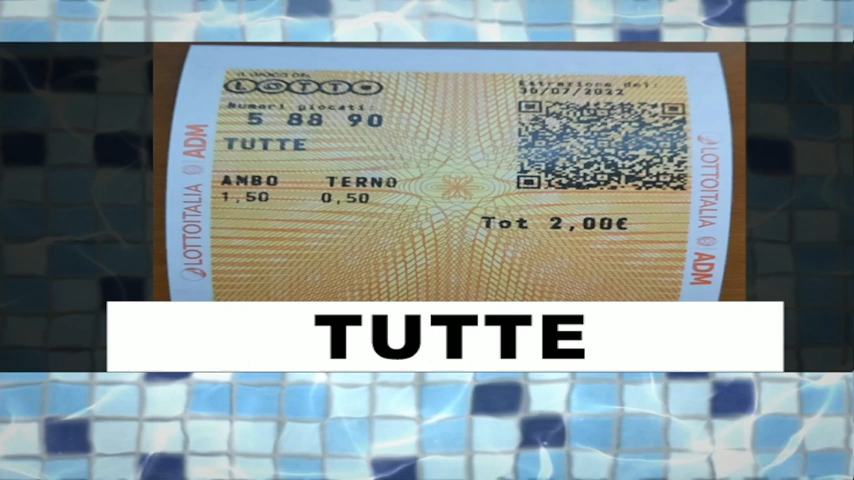 IL GIOCO DEL
LOTTO
Numeri giocati:
5 88 90
TUTTE
AMBO TERNO
1,50 0,50
Estrazione del:
30/07/2022
Tot 2,00€
LOTTOITALIA ADM
LOTTOITALIA ADM
TUTTE